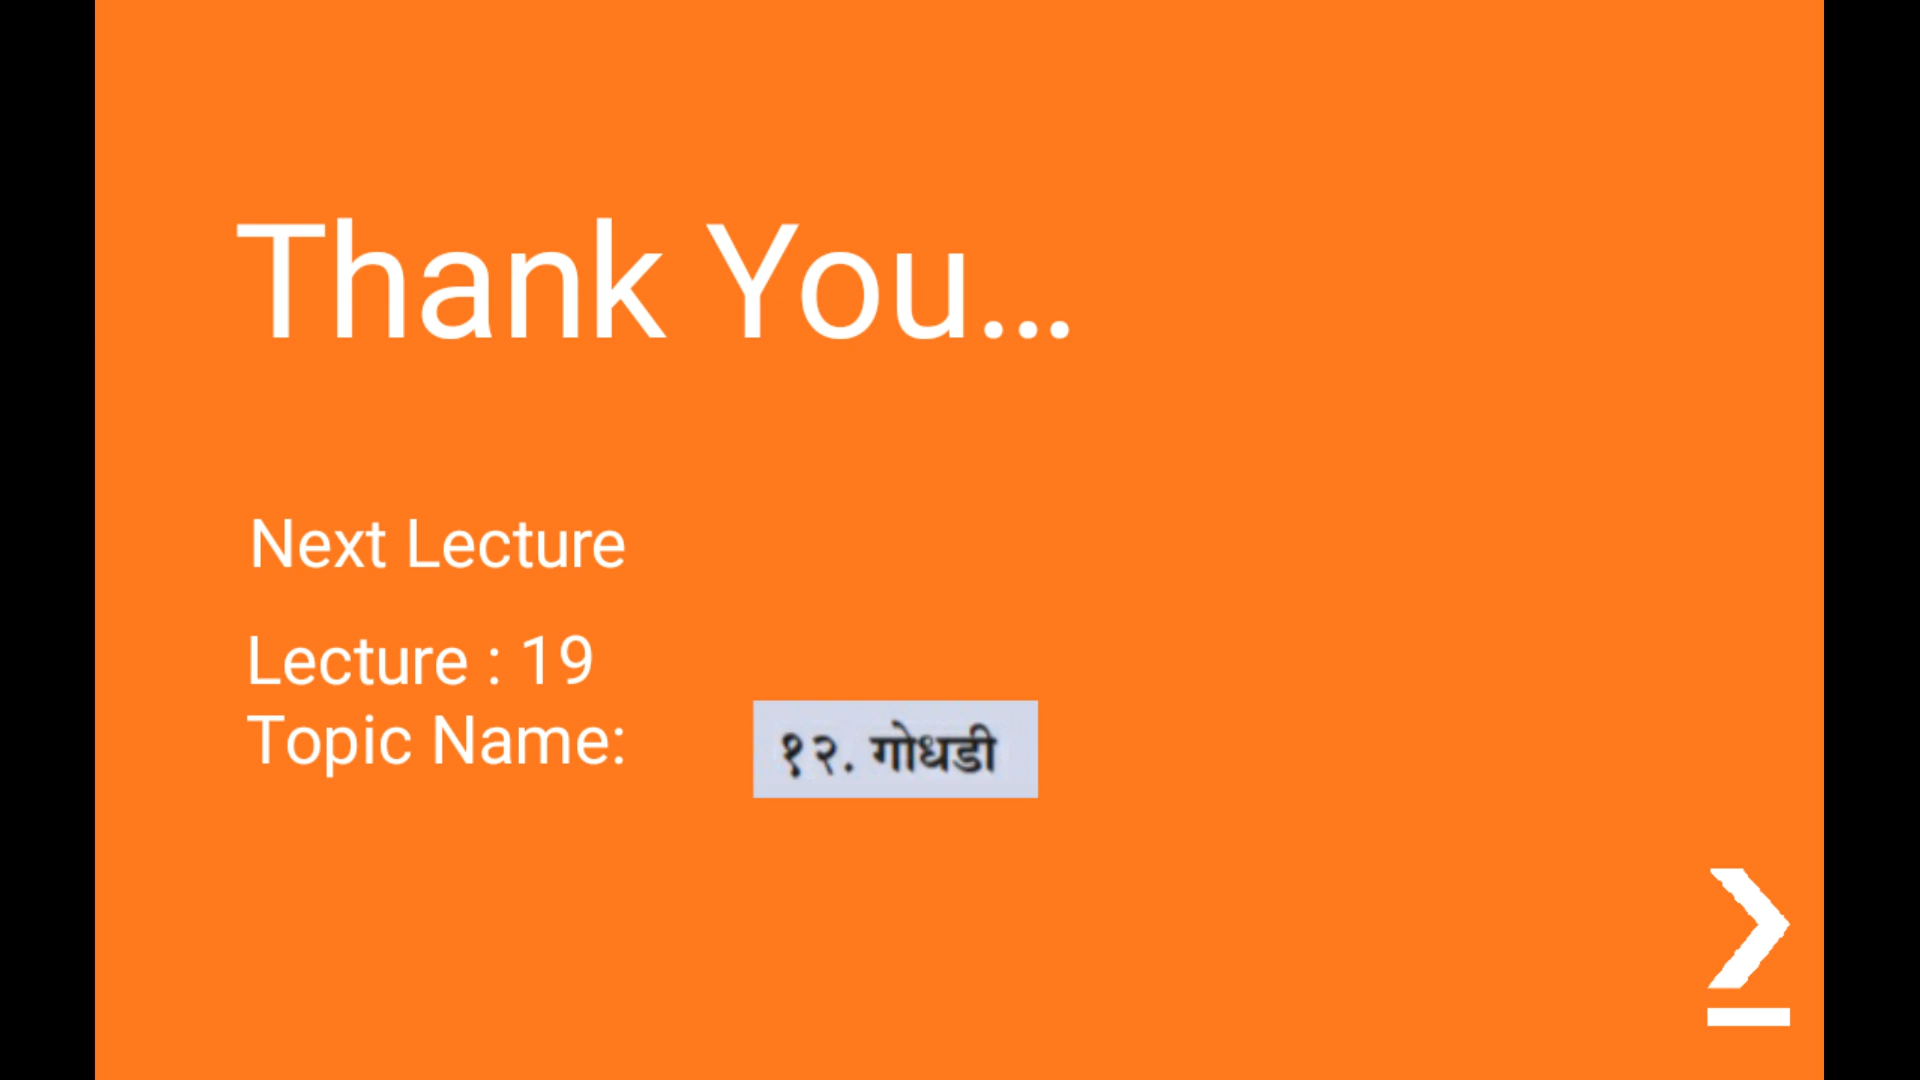 Thank You...
Next Lecture
Lecture : 19
Topic Name:
१२. गोधडी